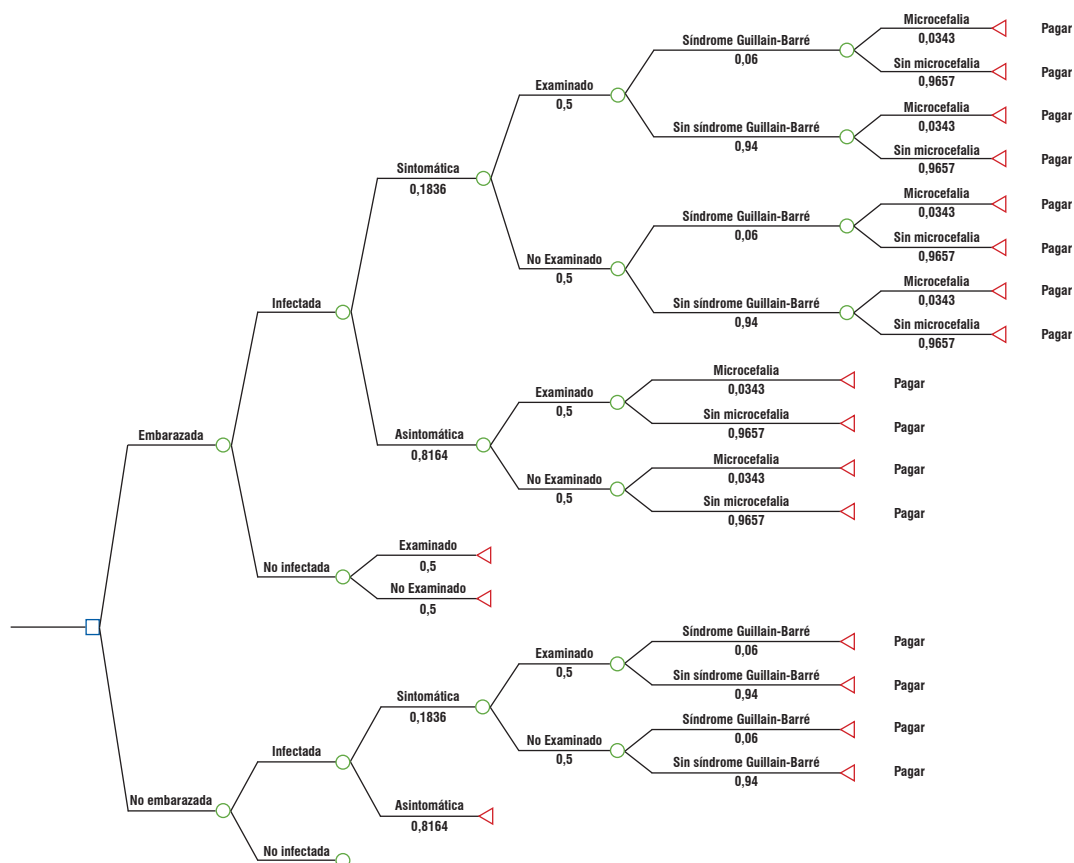 Microcefalia
0,0343
Pagar
Síndrome Guillain-Barré
0,06
Sin microcefalia
0,9657
Pagar
Examinado
0,5
Microcefalia
0,0343
Pagar
Sin síndrome Guillain-Barré
0,94
Sin microcefalia
0,9657
Pagar
Sintomática
0,1836
Microcefalia
0,0343
Pagar
Síndrome Guillain-Barré
0,06
Sin microcefalia
0,9657
Pagar
No Examinado
0,5
Microcefalia
0,0343
Pagar
Sin síndrome Guillain-Barré
0,94
Sin microcefalia
0,9657
Pagar
Infectada
Microcefalia
0,0343
Pagar
Examinado
0,5
Sin microcefalia
0,9657
Pagar
Embarazada
Asintomática
0,8164
Microcefalia
0,0343
Pagar
No Examinado
0,5
Sin microcefalia
0,9657
Pagar
Examinado
0,5
No infectada
No Examinado
0,5
Síndrome Guillain-Barré
0,06
Pagar
Examinado
0,5
Sin síndrome Guillain-Barré
0,94
Pagar
Sintomática
0,1836
Síndrome Guillain-Barré
0,06
Pagar
No Examinado
0,5
Sin síndrome Guillain-Barré
0,94
Pagar
Infectada
No embarazada
Asintomática
0,8164
No infectada